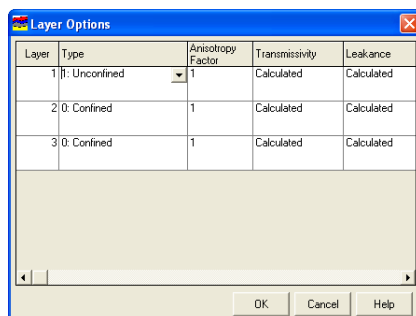 Layer Options
Layer Type Anisotropy Factor Transmissivity Leakance
1 1: Unconfined 1 Calculated Calculated
2 0: Confined 1 Calculated Calculated
3 0: Confined 1 Calculated Calculated
OK Cancel Help